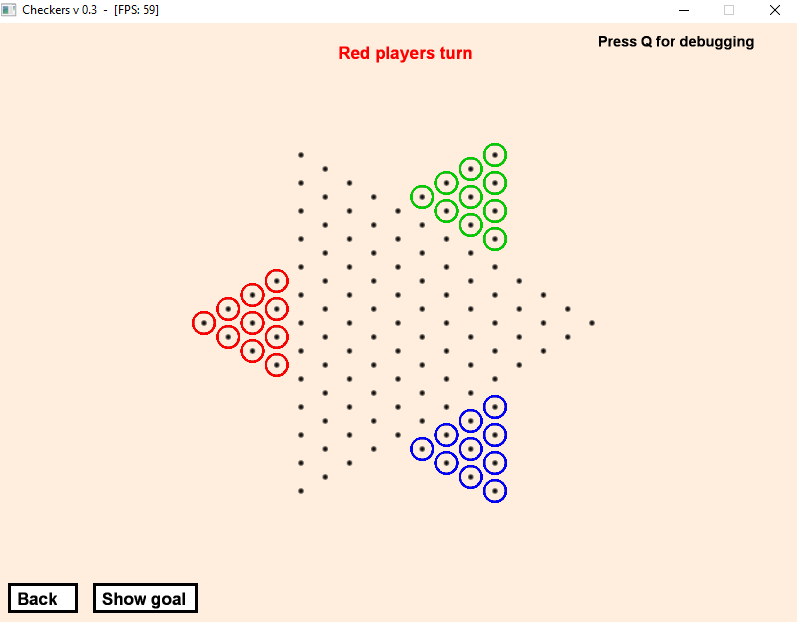 Checkers v 0.3 - [FPS: 59]
Press Q for debugging
Red players turn
Back
Show goal